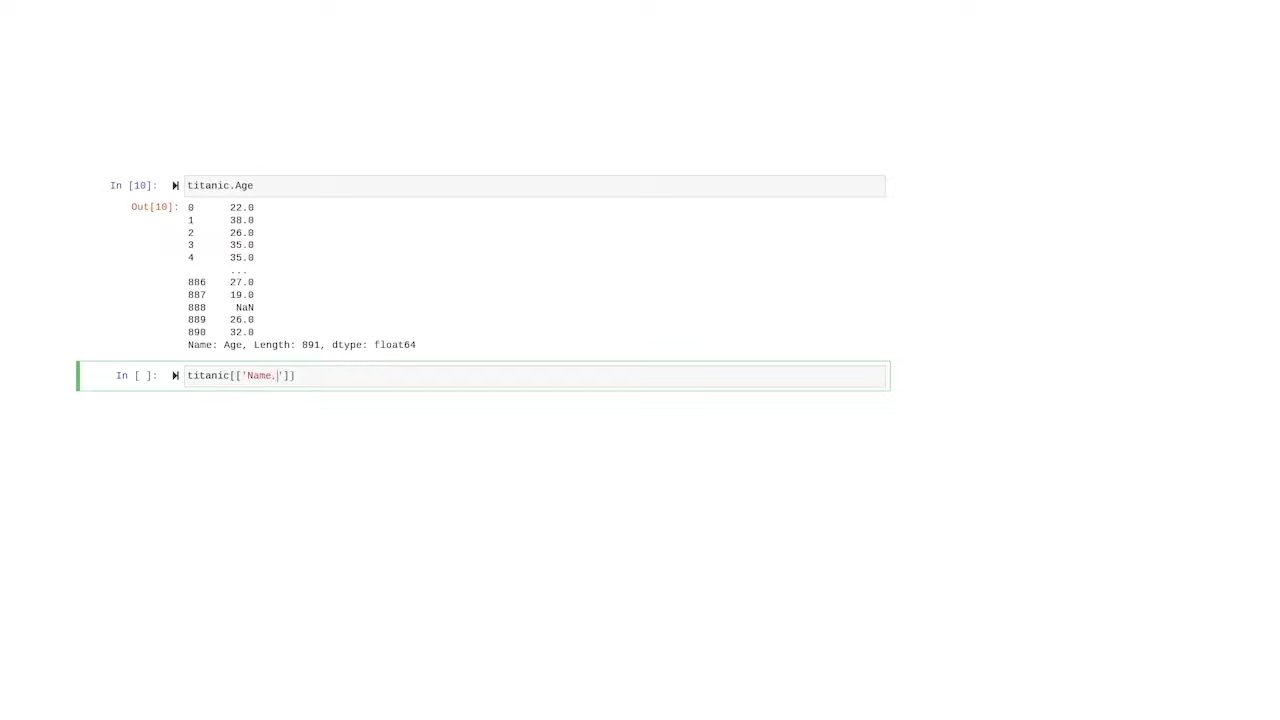 In [10]: titanic.Age
Out[10]: 0 22.0
1 38.0
2 26.0
3 35.0
4 35.0
...
886 27.0
887 19.0
888 NaN
889 26.0
890 32.0
Name: Age, Length: 891, dtype: float64
In [ ]: titanic[['Name,']]